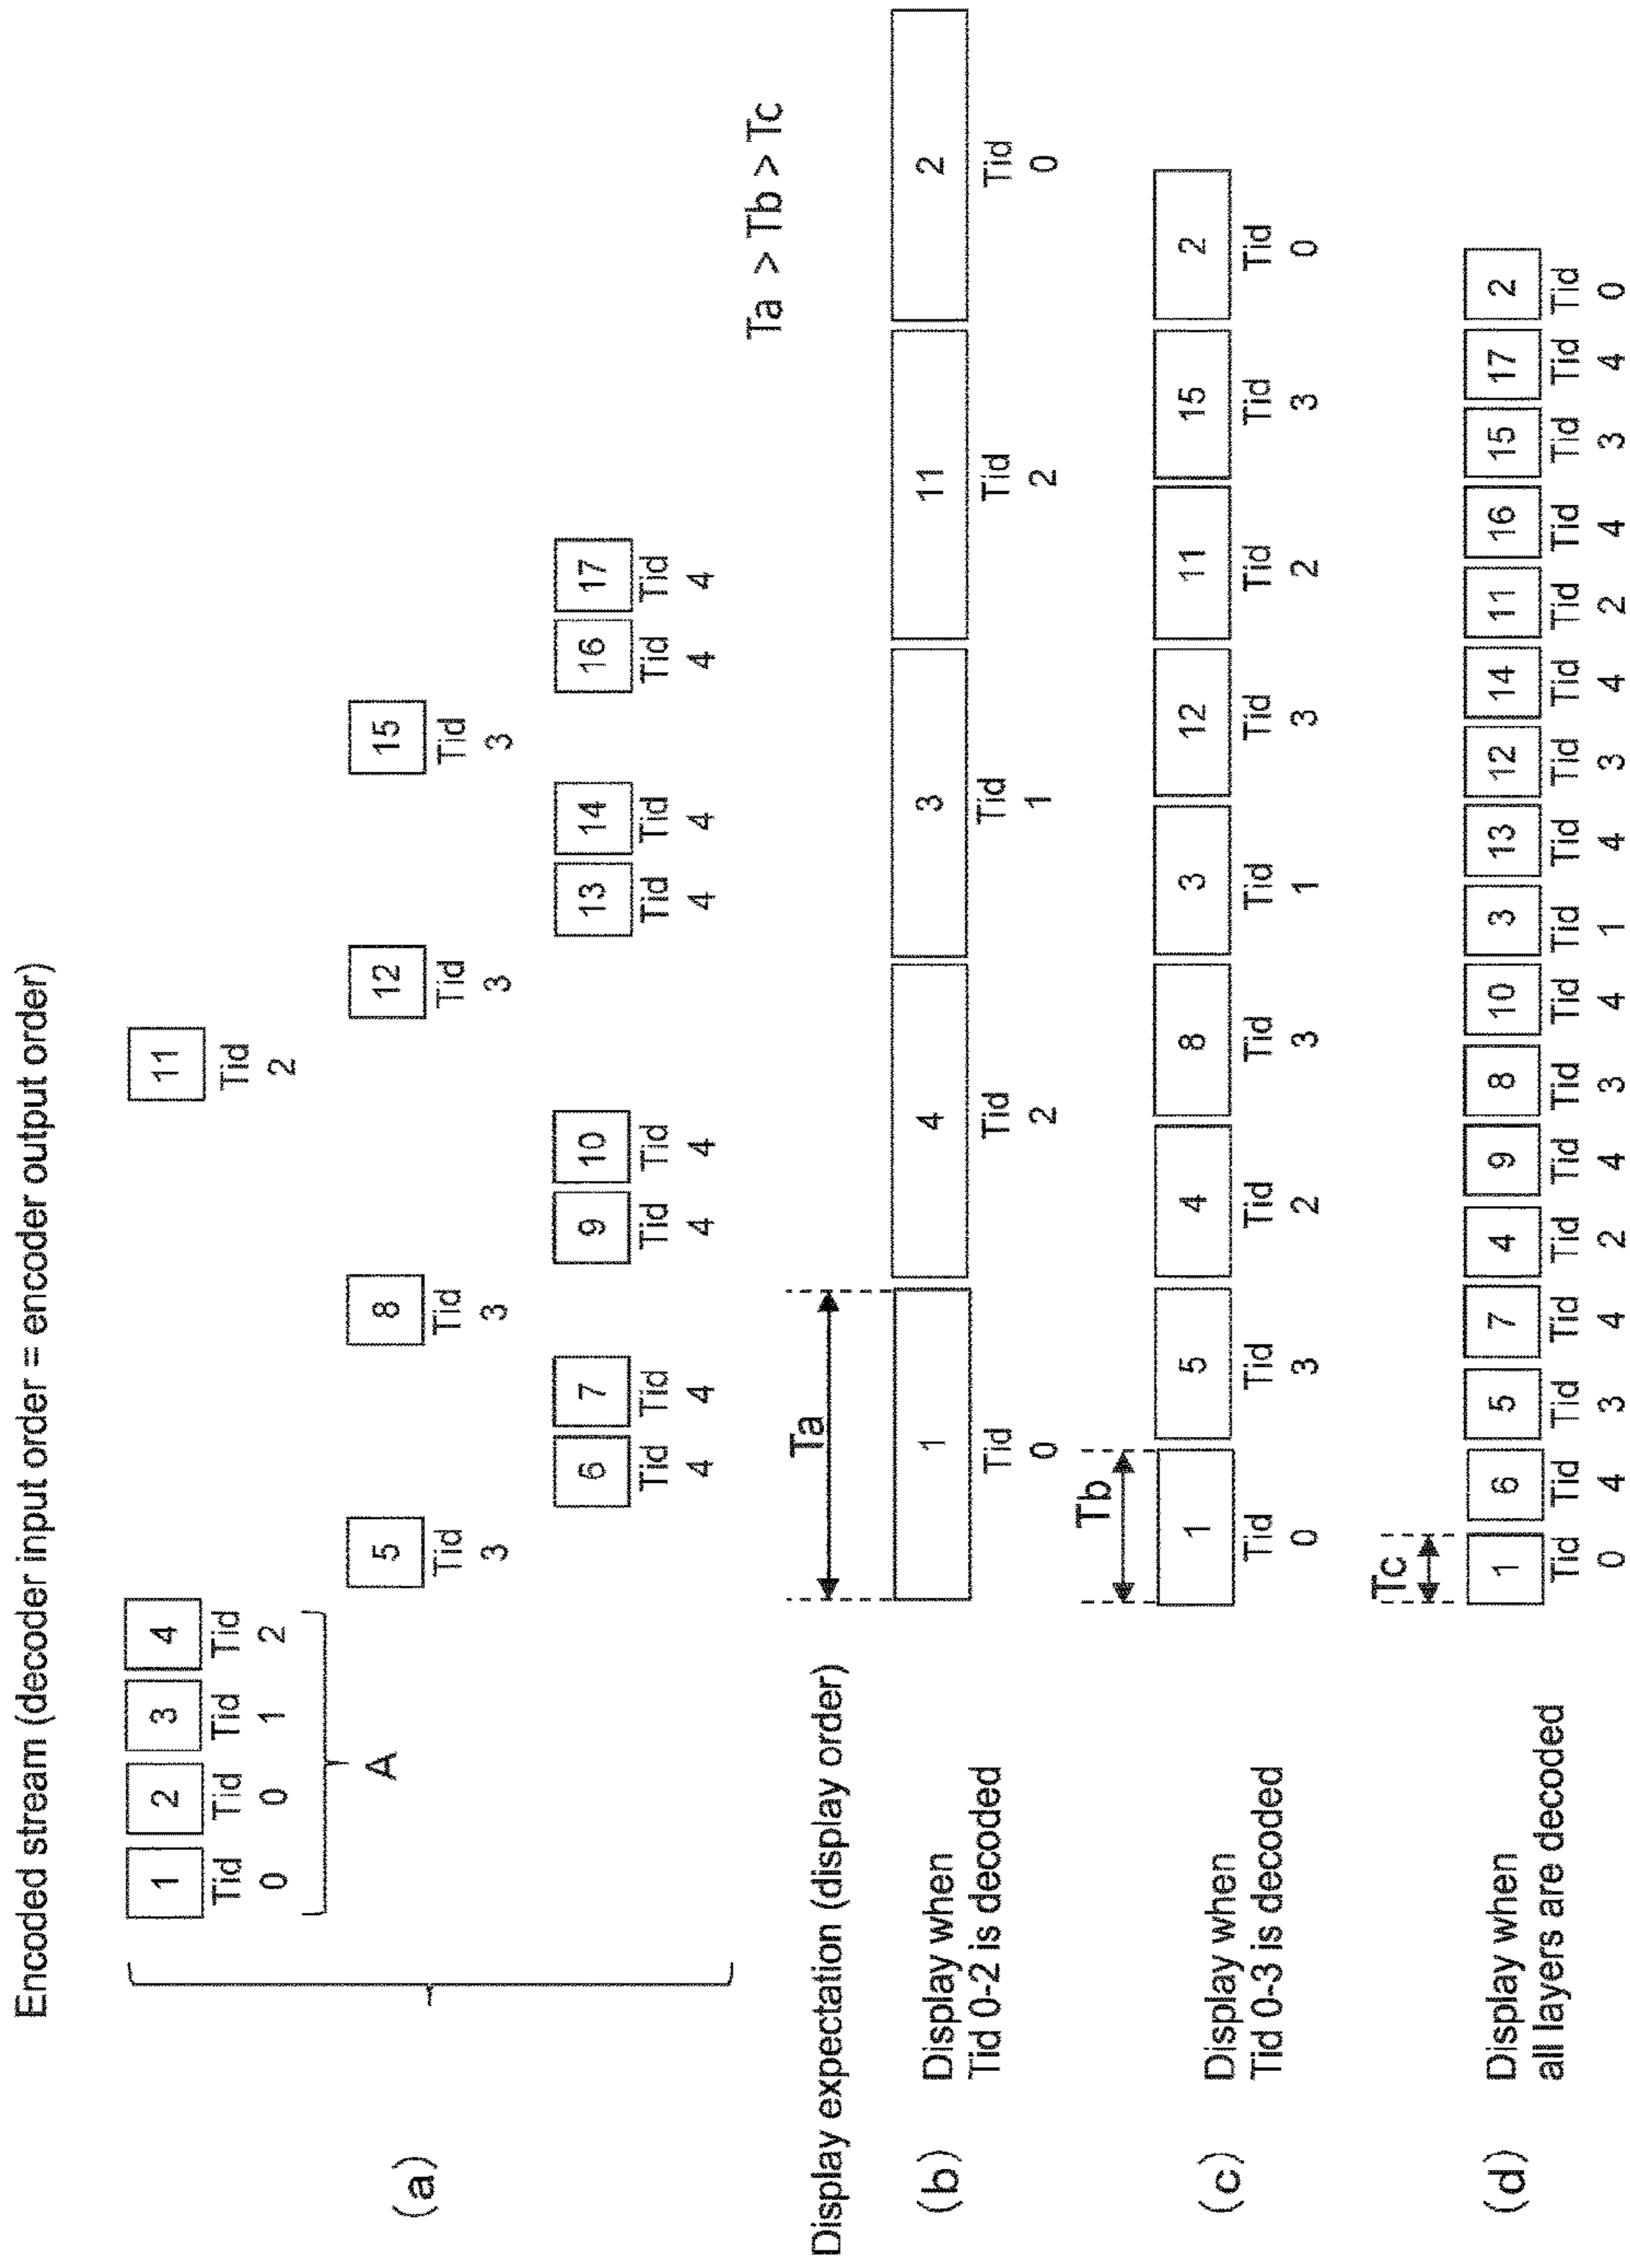 Encoded stream (decoder input order = encoder output order)
(a)
1 2 3 4 11
Tid Tid Tid Tid Tid
0 0 1 2 2
A
5 8 12 15
Tid Tid Tid Tid
3 3 3 3
6 7 9 10 13 14 16 17
Tid Tid Tid Tid Tid Tid Tid Tid
4 4 4 4 4 4 4 4
Display expectation (display order)
Ta > Tb > Tc
Ta
(b) Display when
Tid 0-2 is decoded
1 4 3 11 2
Tid Tid Tid Tid Tid
0 2 1 2 0
Tb
(c) Display when
Tid 0-3 is decoded
1 5 4 8 3 12 11 15 2
Tid Tid Tid Tid Tid Tid Tid Tid Tid
0 3 2 3 1 3 2 3 0
Tc
(d) Display when
all layers are decoded
1 6 5 7 4 9 8 10 3 13 12 14 11 16 15 17 2
Tid Tid Tid Tid Tid Tid Tid Tid Tid Tid Tid Tid Tid Tid Tid Tid Tid
0 4 3 4 2 4 3 4 1 4 3 4 2 4 3 4 0